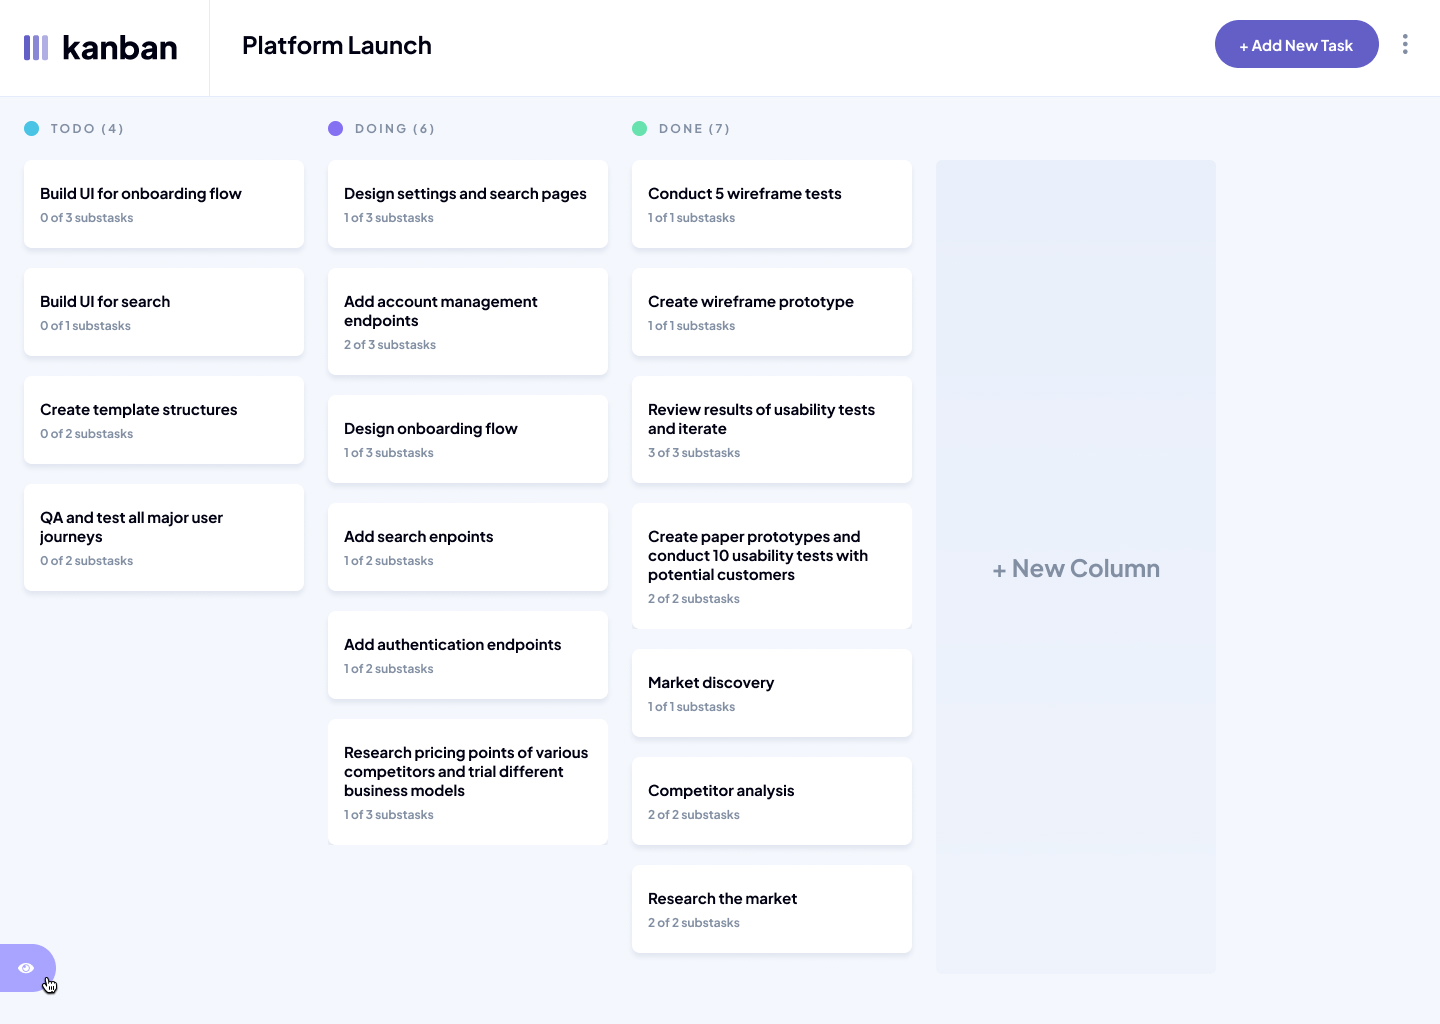 kanban
Platform Launch
+ Add New Task
TODO (4)
Build UI for onboarding flow
0 of 3 substasks
Build UI for search
0 of 1 substasks
Create template structures
0 of 2 substasks
QA and test all major user
journeys
0 of 2 substasks
DOING (6)
Design settings and search pages
1 of 3 substasks
Add account management
endpoints
2 of 3 substasks
Design onboarding flow
1 of 3 substasks
Add search enpoints
1 of 2 substasks
Add authentication endpoints
1 of 2 substasks
Research pricing points of various
competitors and trial different
business models
1 of 3 substasks
DONE (7)
Conduct 5 wireframe tests
1 of 1 substasks
Create wireframe prototype
1 of 1 substasks
Review results of usability tests
and iterate
3 of 3 substasks
Create paper prototypes and
conduct 10 usability tests with
potential customers
2 of 2 substasks
Market discovery
1 of 1 substasks
Competitor analysis
2 of 2 substasks
Research the market
2 of 2 substasks
+ New Column